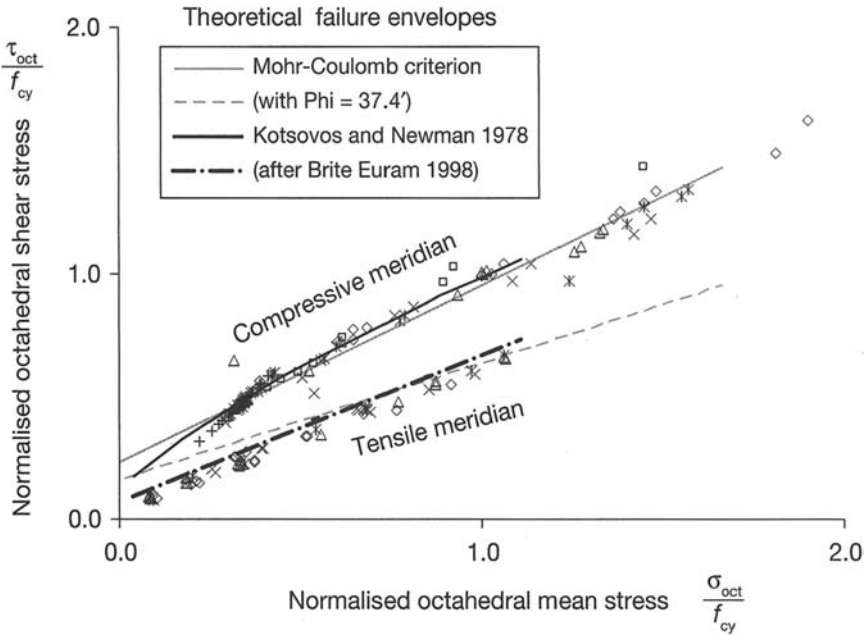 Theoretical failure envelopes
2.0
τoct
fcy
Mohr-Coulomb criterion
(with Phi = 37.4′)
Kotsovos and Newman 1978
(after Brite Euram 1998)
Normalised octahedral shear stress
Compressive meridian
1.0
Tensile meridian
0.0
0.0
1.0
2.0
Normalised octahedral mean stress
σoct
fcy